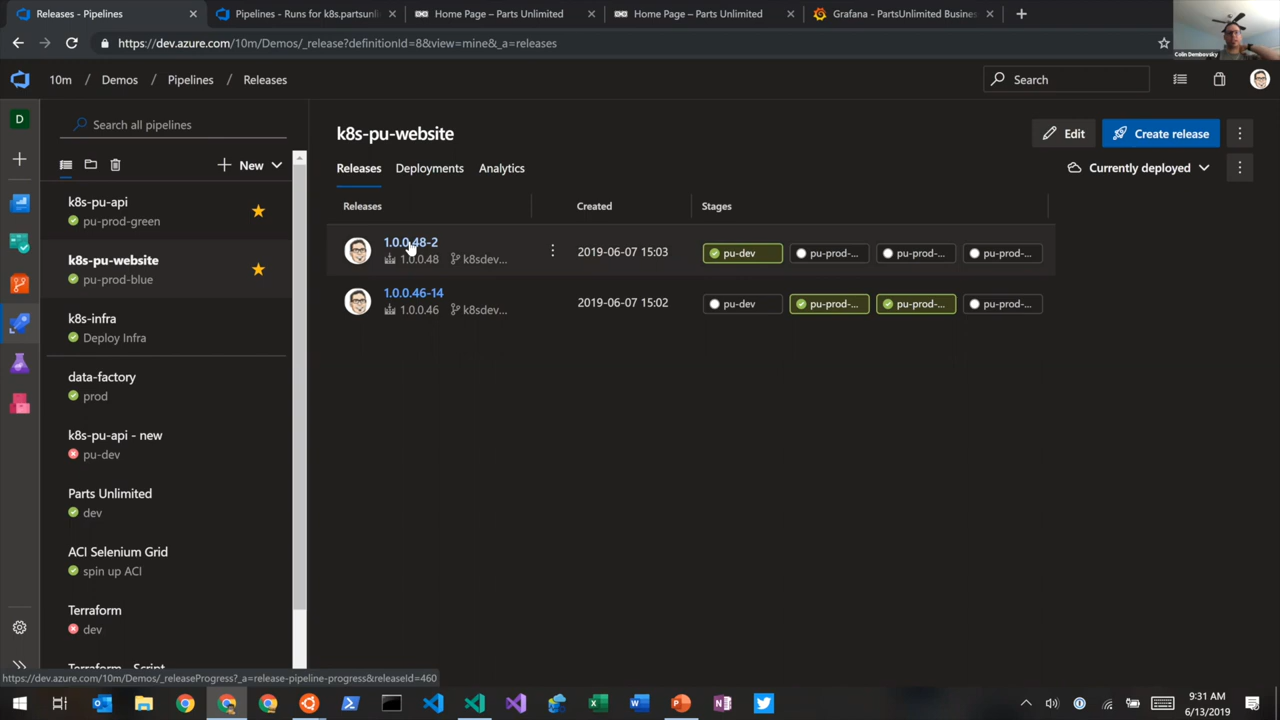 Releases - Pipelines
Pipelines - Runs for k8s.partsunlim
Home Page – Parts Unlimited
Home Page – Parts Unlimited
Grafana - PartsUnlimited Busines
https://dev.azure.com/10m/Demos/_release?definitionId=8&view=mine&_a=releases
Colin Dembovsky
10m / Demos / Pipelines / Releases
Search
D
Search all pipelines
New
k8s-pu-api
pu-prod-green
k8s-pu-website
pu-prod-blue
k8s-infra
Deploy Infra
data-factory
prod
k8s-pu-api - new
pu-dev
Parts Unlimited
dev
ACI Selenium Grid
spin up ACI
Terraform
dev
Terraform - Script
k8s-pu-website
Edit
Create release
Releases
Deployments
Analytics
Currently deployed
Releases
Created
Stages
1.0.0.48-2
1.0.0.48
k8sdev...
2019-06-07 15:03
pu-dev
pu-prod-...
pu-prod-...
pu-prod-...
1.0.0.46-14
1.0.0.46
k8sdev...
2019-06-07 15:02
pu-dev
pu-prod-...
pu-prod-...
pu-prod-...
https://dev.azure.com/10m/Demos/_releaseProgress?_a=release-pipeline-progress&releaseId=460
9:31 AM
6/13/2019